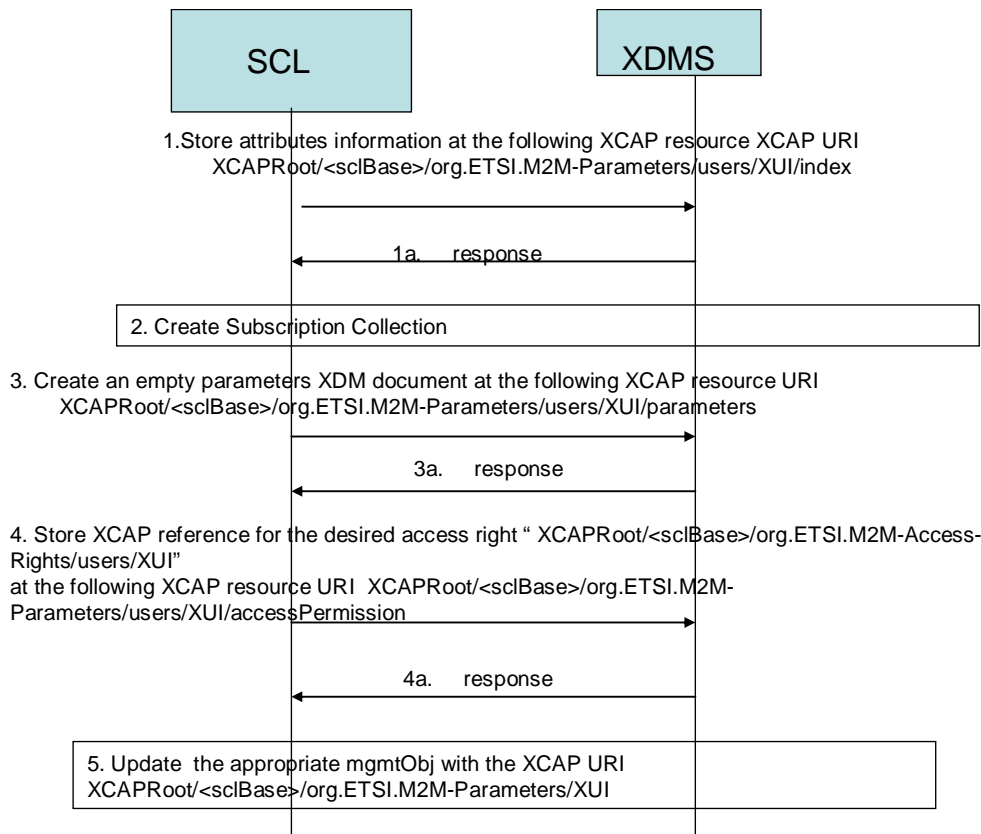 SCL
XDMS
1.Store attributes information at the following XCAP resource XCAP URI
XCAPRoot/<sclBase>/org.ETSI.M2M-Parameters/users/XUI/index
1a. response
2. Create Subscription Collection
3. Create an empty parameters XDM document at the following XCAP resource URI
XCAPRoot/<sclBase>/org.ETSI.M2M-Parameters/users/XUI/parameters
3a. response
4. Store XCAP reference for the desired access right “ XCAPRoot/<sclBase>/org.ETSI.M2M-Access-
Rights/users/XUI”
at the following XCAP resource URI XCAPRoot/<sclBase>/org.ETSI.M2M-
Parameters/users/XUI/accessPermission
4a. response
5. Update the appropriate mgmtObj with the XCAP URI
XCAPRoot/<sclBase>/org.ETSI.M2M-Parameters/XUI